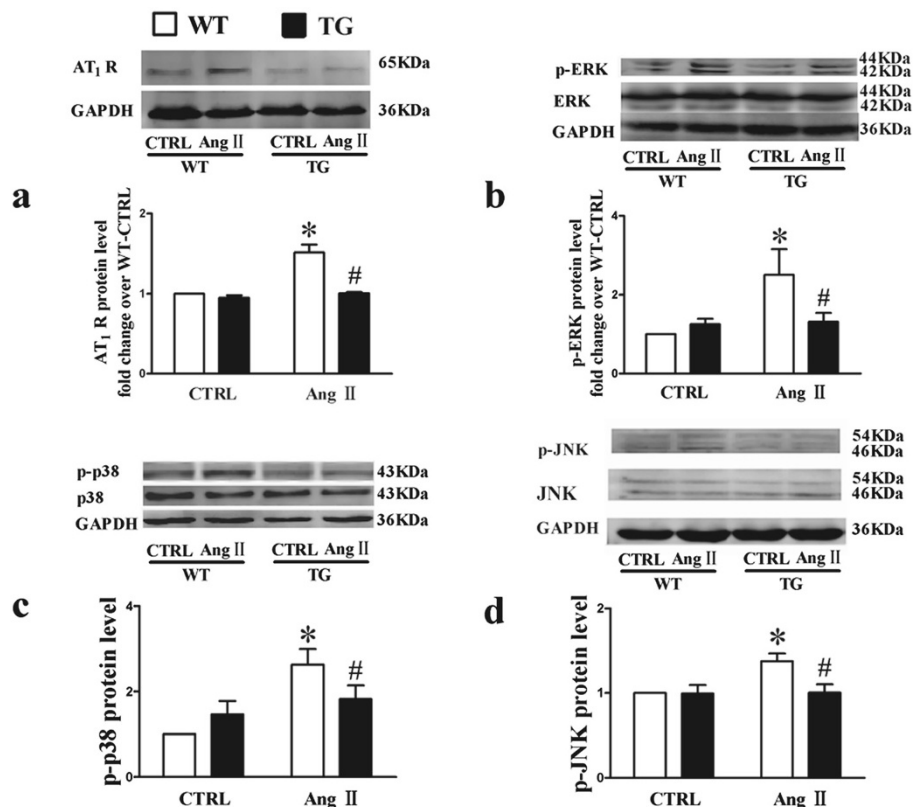 WT TG
AT₁ R 65KDa
GAPDH 36KDa
CTRL Ang Ⅱ CTRL Ang Ⅱ
WT TG
a
AT₁ R protein level
fold change over WT-CTRL
2
1
0
*
#
CTRL Ang Ⅱ
p-ERK 44KDa
42KDa
ERK 44KDa
42KDa
GAPDH 36KDa
CTRL Ang Ⅱ CTRL Ang Ⅱ
WT TG
b
p-ERK protein level
fold change over WT-CTRL
4
2
0
*
#
CTRL Ang Ⅱ
p-p38 43KDa
p38 43KDa
GAPDH 36KDa
CTRL Ang Ⅱ CTRL Ang Ⅱ
WT TG
c
p-p38 protein level
4
2
0
*
#
CTRL Ang Ⅱ
p-JNK 54KDa
46KDa
JNK 54KDa
46KDa
GAPDH 36KDa
CTRL Ang Ⅱ CTRL Ang Ⅱ
WT TG
d
p-JNK protein level
2
1
0
*
#
CTRL Ang Ⅱ